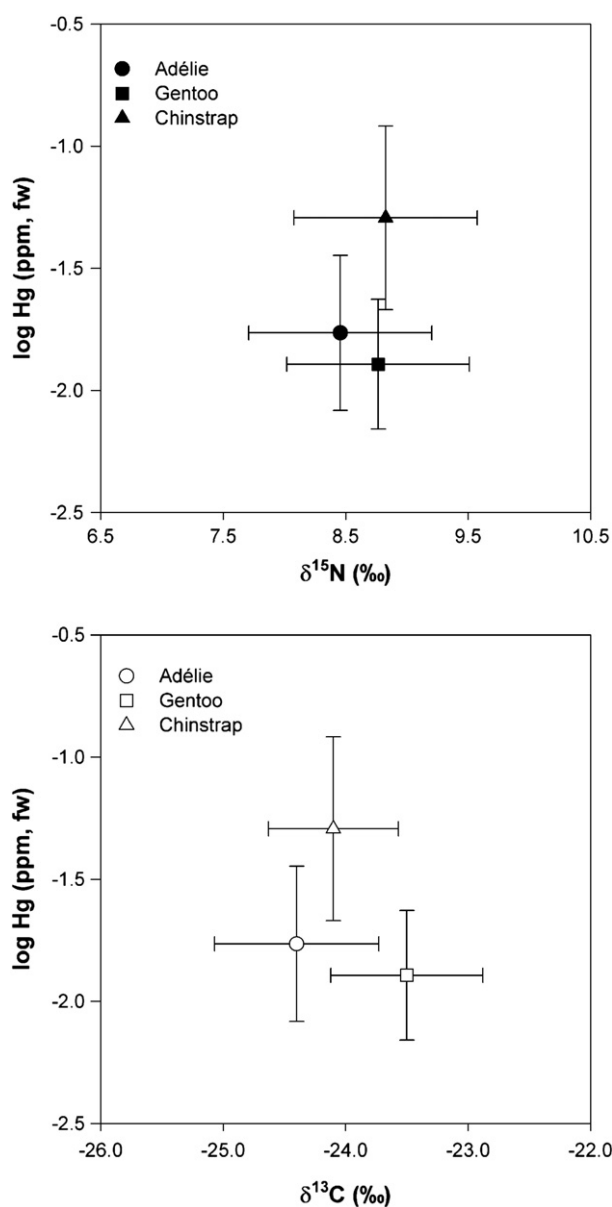 -0.5
Adélie
Gentoo
Chinstrap
-1.0
log Hg (ppm, fw)
-1.5
-2.0
-2.5
6.5 7.5 8.5 9.5 10.5
δ¹⁵N (‰)
-0.5
Adélie
Gentoo
Chinstrap
-1.0
log Hg (ppm, fw)
-1.5
-2.0
-2.5
-26.0 -25.0 -24.0 -23.0 -22.0
δ¹³C (‰)